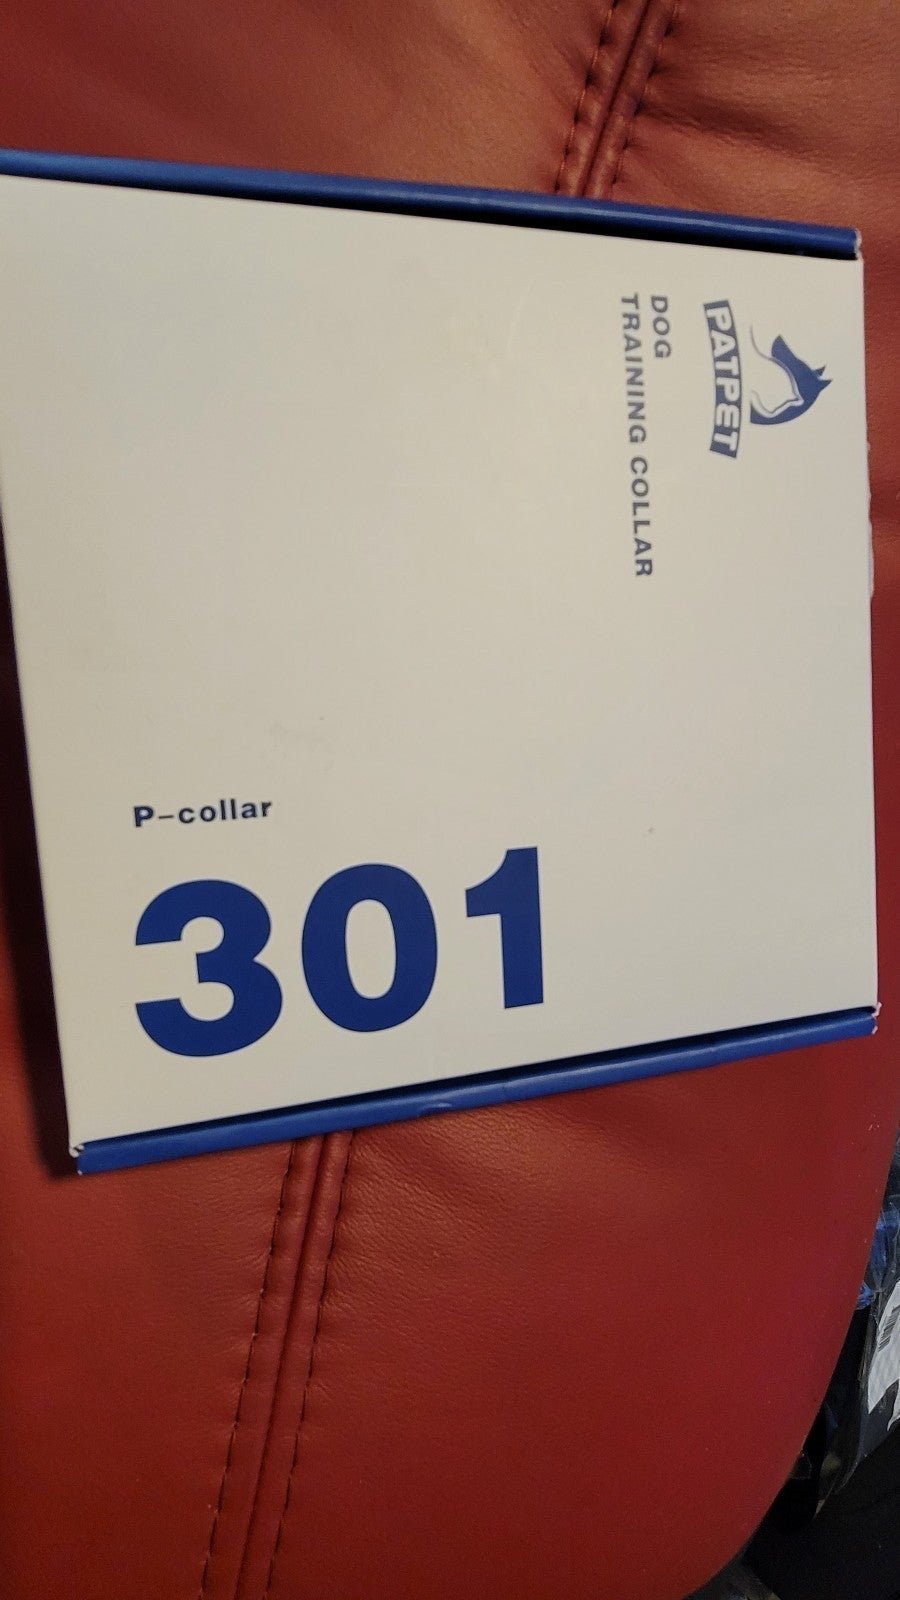 PATPET
DOG
TRAINING COLLAR
P-collar
301